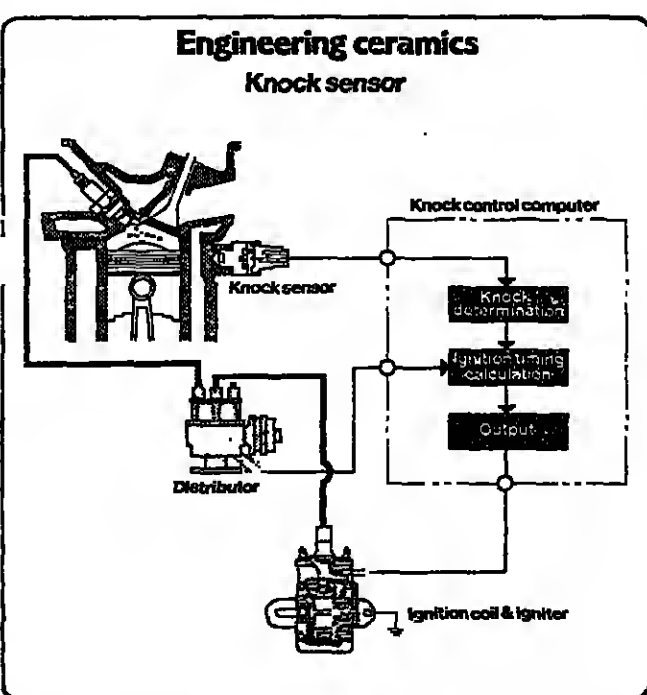 Engineering ceramics
Knock sensor
Knock control computer
Knock sensor
Knock
determination
Ignition timing
calculation
Output
Distributor
Ignition coil & igniter